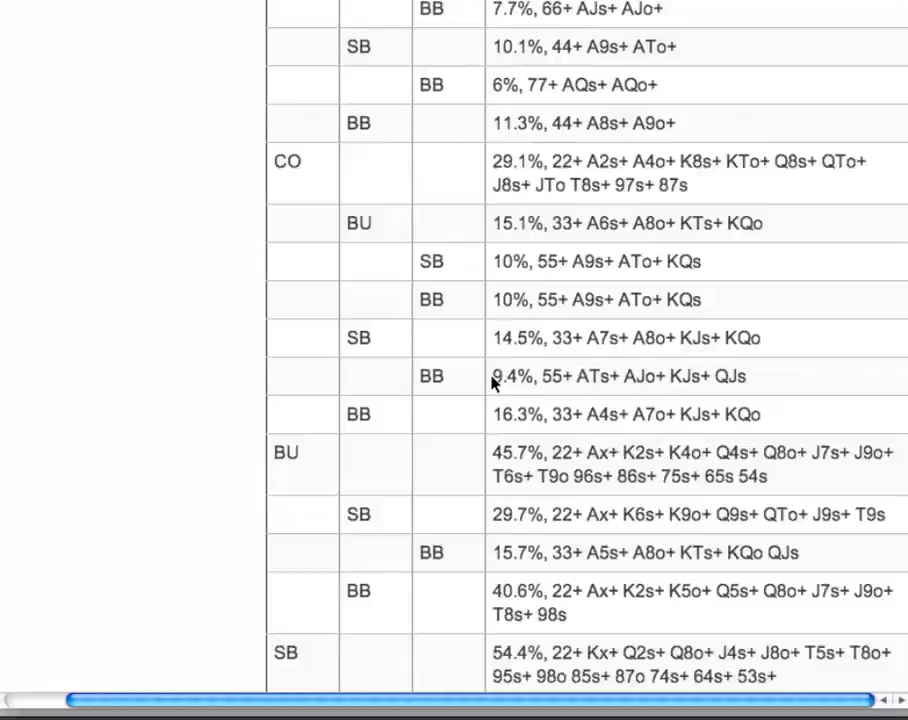 BB 7.7%, 66+ AJs+ AJo+
SB 10.1%, 44+ A9s+ ATo+
BB 6%, 77+ AQs+ AQo+
BB 11.3%, 44+ A8s+ A9o+
CO 29.1%, 22+ A2s+ A4o+ K8s+ KTo+ Q8s+ QTo+
J8s+ JTo T8s+ 97s+ 87s
BU 15.1%, 33+ A6s+ A8o+ KTs+ KQo
SB 10%, 55+ A9s+ ATo+ KQs
BB 10%, 55+ A9s+ ATo+ KQs
SB 14.5%, 33+ A7s+ A8o+ KJs+ KQo
BB 9.4%, 55+ ATs+ AJo+ KJs+ QJs
BB 16.3%, 33+ A4s+ A7o+ KJs+ KQo
BU 45.7%, 22+ Ax+ K2s+ K4o+ Q4s+ Q8o+ J7s+ J9o+
T6s+ T9o 96s+ 86s+ 75s+ 65s 54s
SB 29.7%, 22+ Ax+ K6s+ K9o+ Q9s+ QTo+ J9s+ T9s
BB 15.7%, 33+ A5s+ A8o+ KTs+ KQo QJs
BB 40.6%, 22+ Ax+ K2s+ K5o+ Q5s+ Q8o+ J7s+ J9o+
T8s+ 98s
SB 54.4%, 22+ Kx+ Q2s+ Q8o+ J4s+ J8o+ T5s+ T8o+
95s+ 98o 85s+ 87o 74s+ 64s+ 53s+